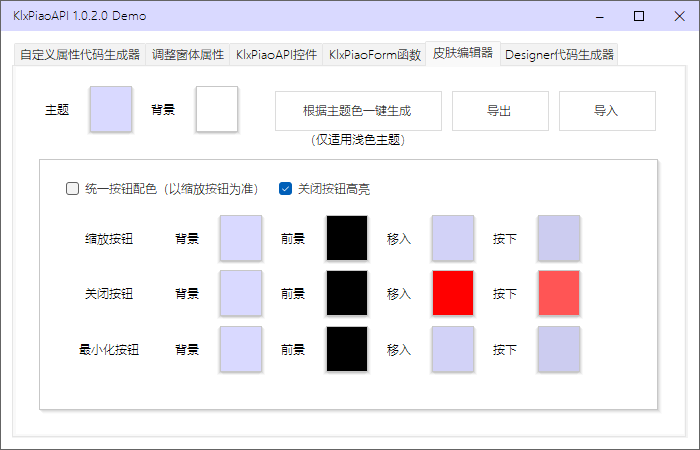 KlxPiaoAPI 1.0.2.0 Demo
自定义属性代码生成器 调整窗体属性 KlxPiaoAPI控件 KlxPiaoForm函数 皮肤编辑器 Designer代码生成器
主题 背景 根据主题色一键生成 导出 导入
（仅适用浅色主题）
统一按钮配色（以缩放按钮为准） 关闭按钮高亮
缩放按钮 背景 前景 移入 按下
关闭按钮 背景 前景 移入 按下
最小化按钮 背景 前景 移入 按下